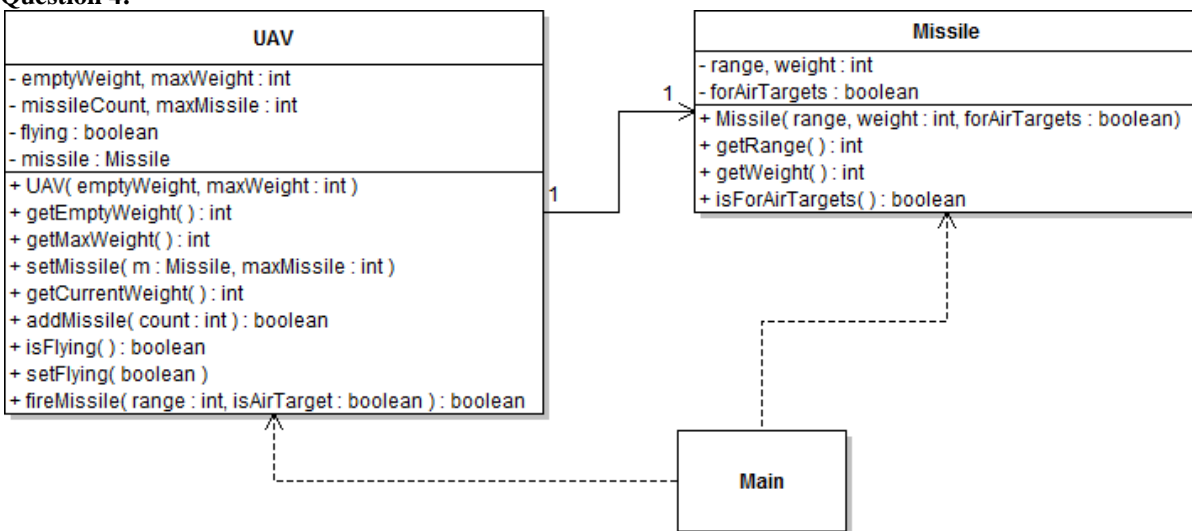 Question 4:
UAV
- emptyWeight, maxWeight : int
- missileCount, maxMissile : int
- flying : boolean
- missile : Missile
+ UAV( emptyWeight, maxWeight : int )
+ getEmptyWeight( ) : int
+ getMaxWeight( ) : int
+ setMissile( m : Missile, maxMissile : int )
+ getCurrentWeight( ) : int
+ addMissile( count : int ) : boolean
+ isFlying( ) : boolean
+ setFlying( boolean )
+ fireMissile( range : int, isAirTarget : boolean ) : boolean
1
1
Missile
- range, weight : int
- forAirTargets : boolean
+ Missile( range, weight : int, forAirTargets : boolean)
+ getRange( ) : int
+ getWeight( ) : int
+ isForAirTargets( ) : boolean
Main